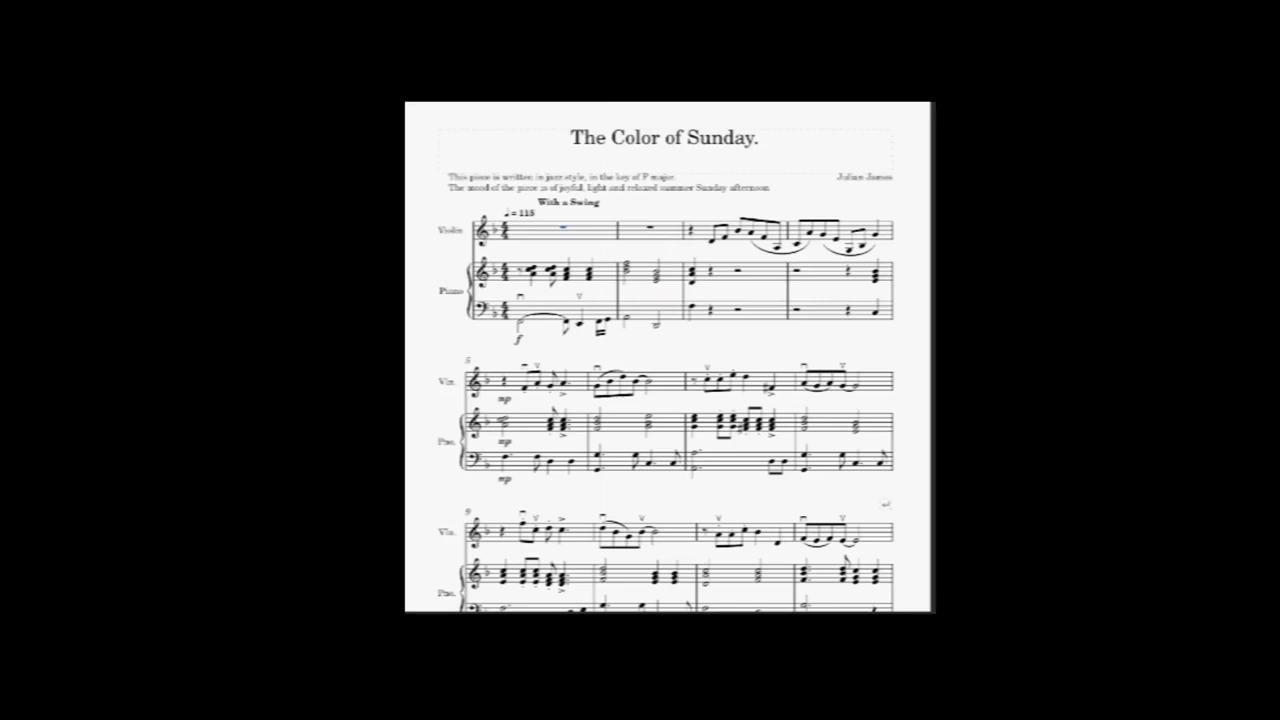 The Color of Sunday.
This piece is written in jazz style, in the key of F major.
Julian James
The mood of the piece is of joyful, light and relaxed summer Sunday afternoon
With a Swing
♩ = 115
Violin
Piano
f
5
Vln.
mp
Pno.
mp
mp
9
Vln.
Pno.